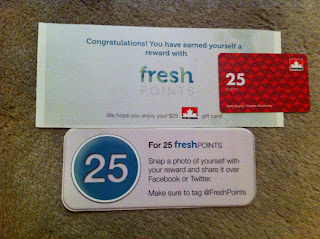 Congratulations! You have earned yourself a
reward with
fresh
POINTS
We hope you enjoy your $25 gift card!
25
For 25 freshPOINTS
25
Snap a photo of yourself with
your reward and share it over
Facebook or Twitter.
Make sure to tag @FreshPoints